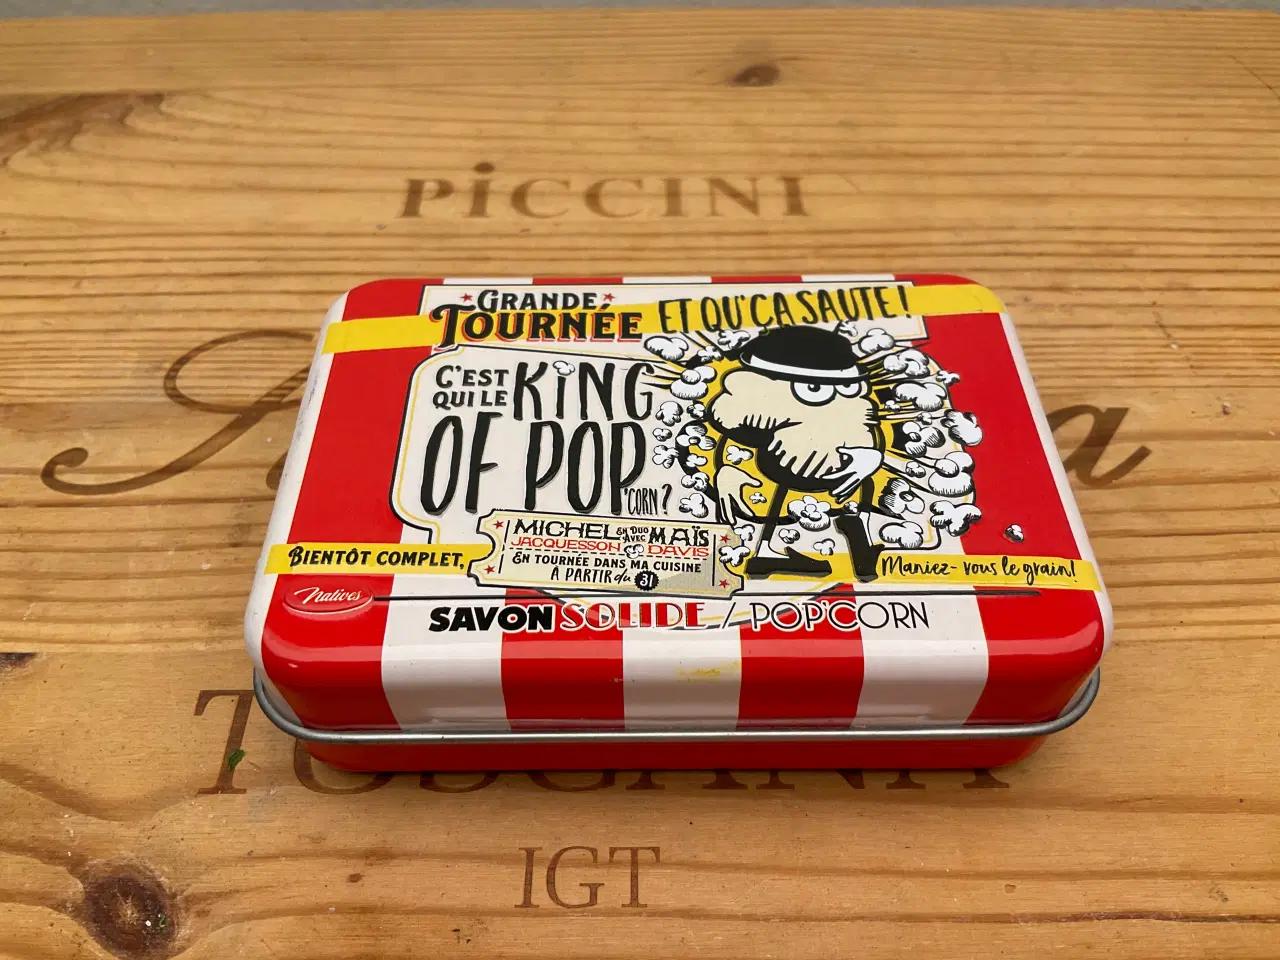 PiCCINI
GRANDE
TOURNÉE
ET QU'ÇA SAUTE !
C'EST
QUI LE
KiNG
OF POP
'CORN ?
MICHEL EN DUO AVEC MAÏS
JACQUESSON DAVIS
EN TOURNÉE DANS MA CUISINE
À PARTIR du 31
BIENTÔT COMPLET,
Maniez-vous le grain!
Natives
SAVON SOLIDE / POP'CORN
IGT